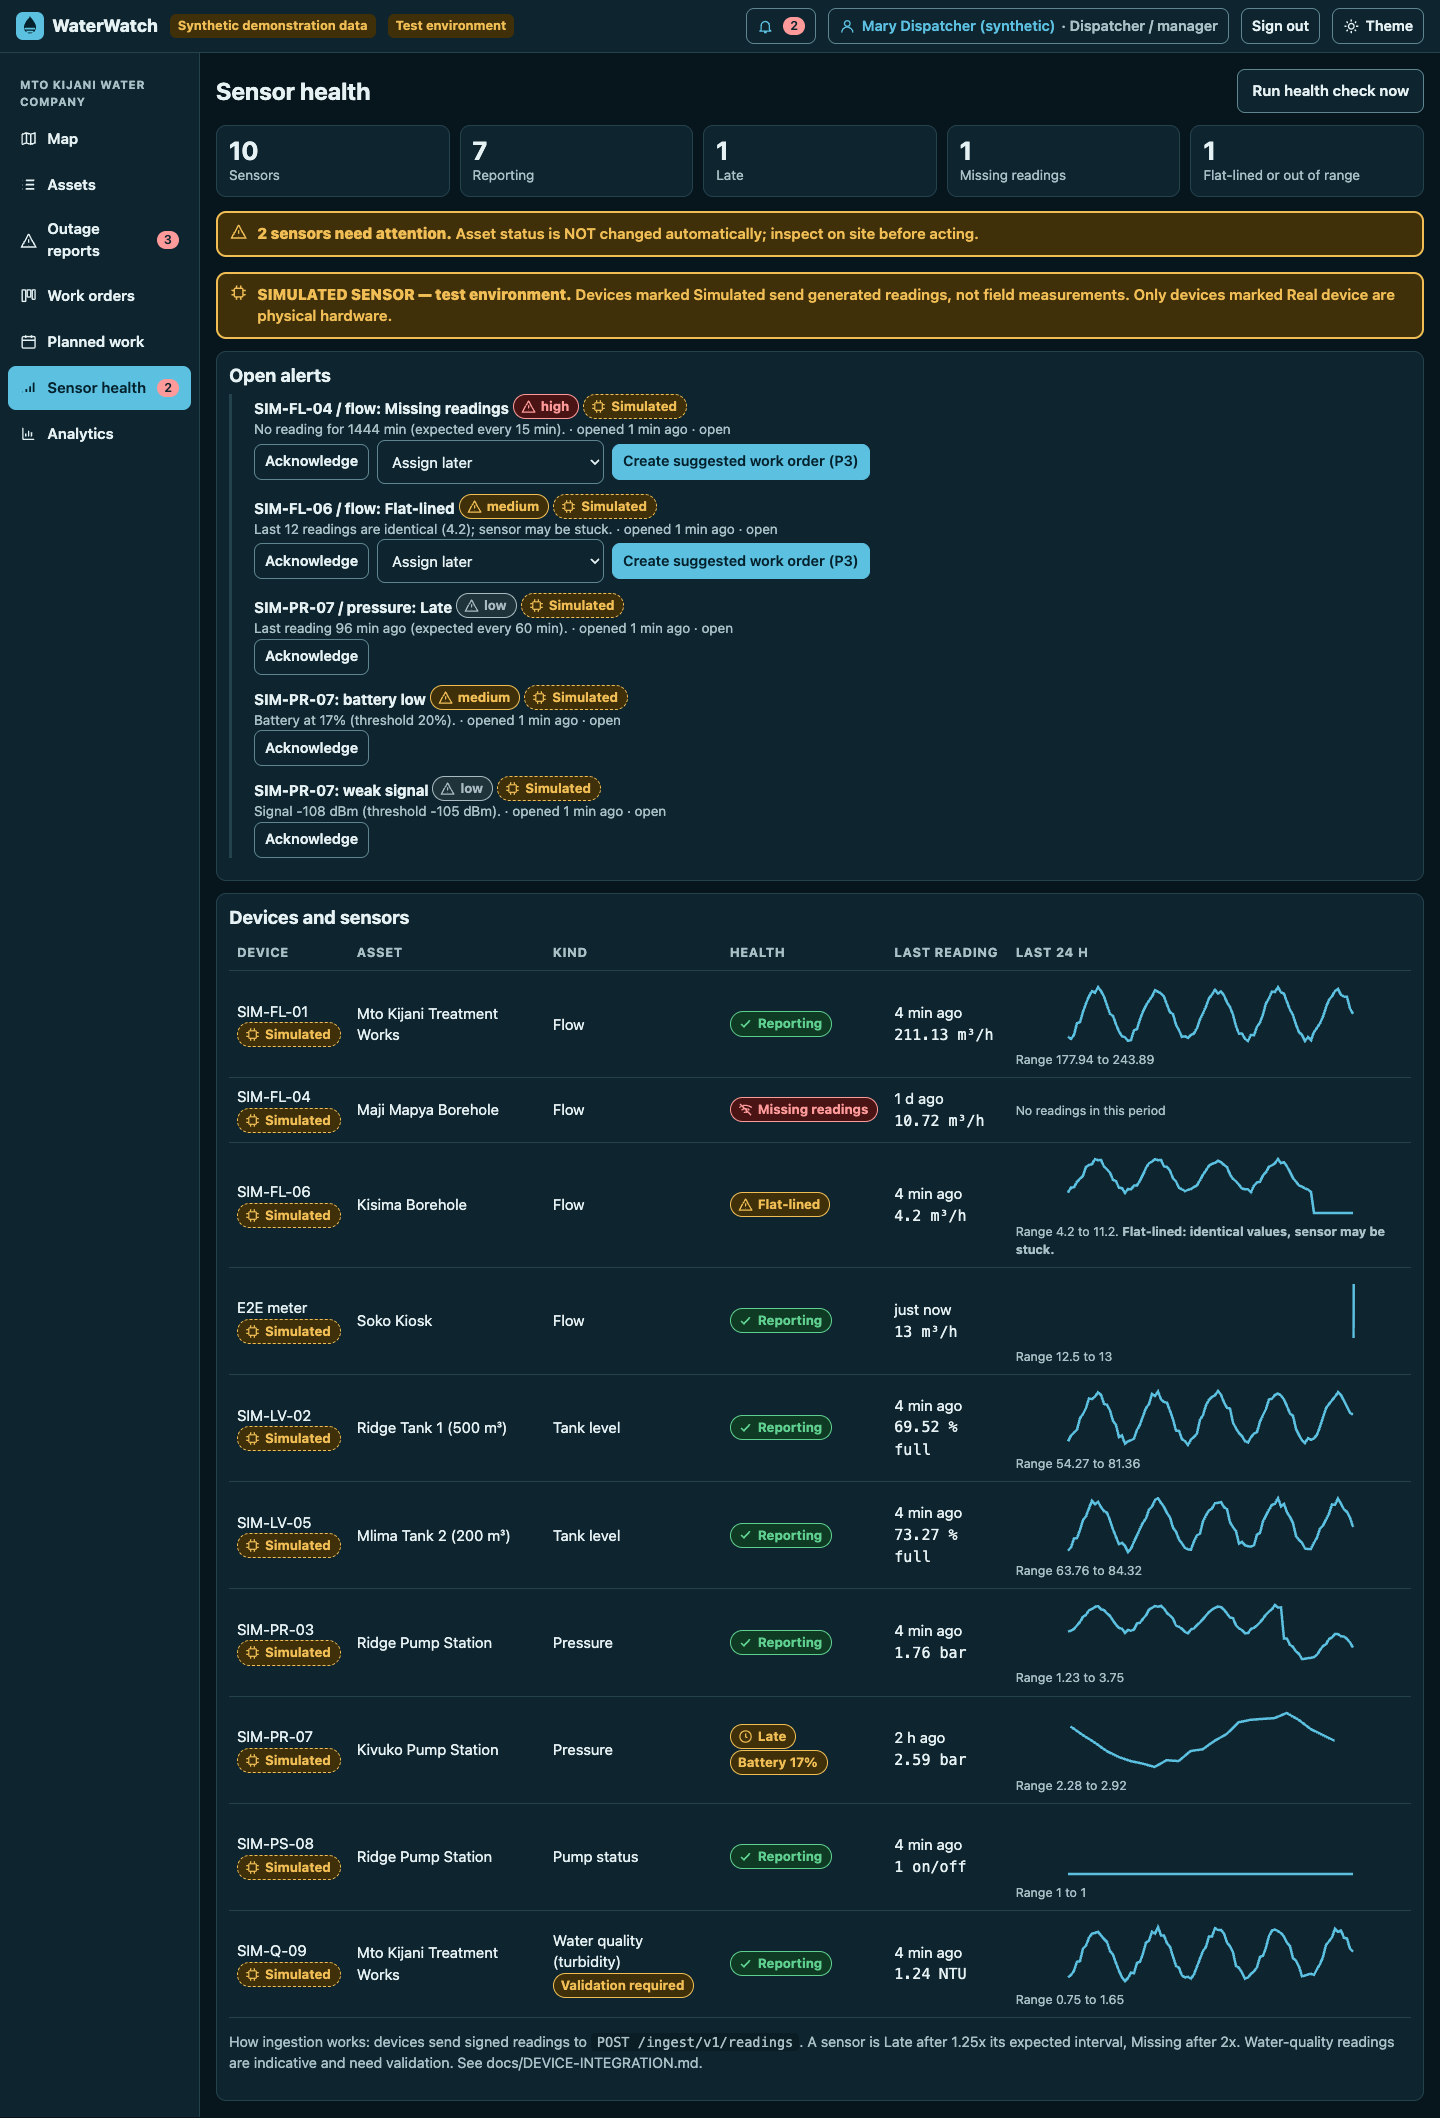 WaterWatch
Synthetic demonstration data
Test environment
2
Mary Dispatcher (synthetic) · Dispatcher / manager
Sign out
Theme
MTO KIJANI WATER
COMPANY
Map
Assets
Outage
reports
3
Work orders
Planned work
Sensor health
2
Analytics
Sensor health
Run health check now
10
Sensors
7
Reporting
1
Late
1
Missing readings
1
Flat-lined or out of range
2 sensors need attention. Asset status is NOT changed automatically; inspect on site before acting.
SIMULATED SENSOR — test environment. Devices marked Simulated send generated readings, not field measurements. Only devices marked Real device are
physical hardware.
Open alerts
SIM-FL-04 / flow: Missing readings high Simulated
No reading for 1444 min (expected every 15 min). · opened 1 min ago · open
Acknowledge Assign later Create suggested work order (P3)
SIM-FL-06 / flow: Flat-lined medium Simulated
Last 12 readings are identical (4.2); sensor may be stuck. · opened 1 min ago · open
Acknowledge Assign later Create suggested work order (P3)
SIM-PR-07 / pressure: Late low Simulated
Last reading 96 min ago (expected every 60 min). · opened 1 min ago · open
Acknowledge
SIM-PR-07: battery low medium Simulated
Battery at 17% (threshold 20%). · opened 1 min ago · open
Acknowledge
SIM-PR-07: weak signal low Simulated
Signal -108 dBm (threshold -105 dBm). · opened 1 min ago · open
Acknowledge
Devices and sensors
DEVICE ASSET KIND HEALTH LAST READING LAST 24 H
SIM-FL-01
Simulated
Mto Kijani Treatment
Works
Flow
Reporting
4 min ago
211.13 m³/h
Range 177.94 to 243.89
SIM-FL-04
Simulated
Maji Mapya Borehole
Flow
Missing readings
1 d ago
10.72 m³/h
No readings in this period
SIM-FL-06
Simulated
Kisima Borehole
Flow
Flat-lined
4 min ago
4.2 m³/h
Range 4.2 to 11.2. Flat-lined: identical values, sensor may be
stuck.
E2E meter
Simulated
Soko Kiosk
Flow
Reporting
just now
13 m³/h
Range 12.5 to 13
SIM-LV-02
Simulated
Ridge Tank 1 (500 m³)
Tank level
Reporting
4 min ago
69.52 %
full
Range 54.27 to 81.36
SIM-LV-05
Simulated
Mlima Tank 2 (200 m³)
Tank level
Reporting
4 min ago
73.27 %
full
Range 63.76 to 84.32
SIM-PR-03
Simulated
Ridge Pump Station
Pressure
Reporting
4 min ago
1.76 bar
Range 1.23 to 3.75
SIM-PR-07
Simulated
Kivuko Pump Station
Pressure
Late
Battery 17%
2 h ago
2.59 bar
Range 2.28 to 2.92
SIM-PS-08
Simulated
Ridge Pump Station
Pump status
Reporting
4 min ago
1 on/off
Range 1 to 1
SIM-Q-09
Simulated
Mto Kijani Treatment
Works
Water quality
(turbidity)
Validation required
Reporting
4 min ago
1.24 NTU
Range 0.75 to 1.65
How ingestion works: devices send signed readings to POST /ingest/v1/readings . A sensor is Late after 1.25x its expected interval, Missing after 2x. Water-quality readings
are indicative and need validation. See docs/DEVICE-INTEGRATION.md.